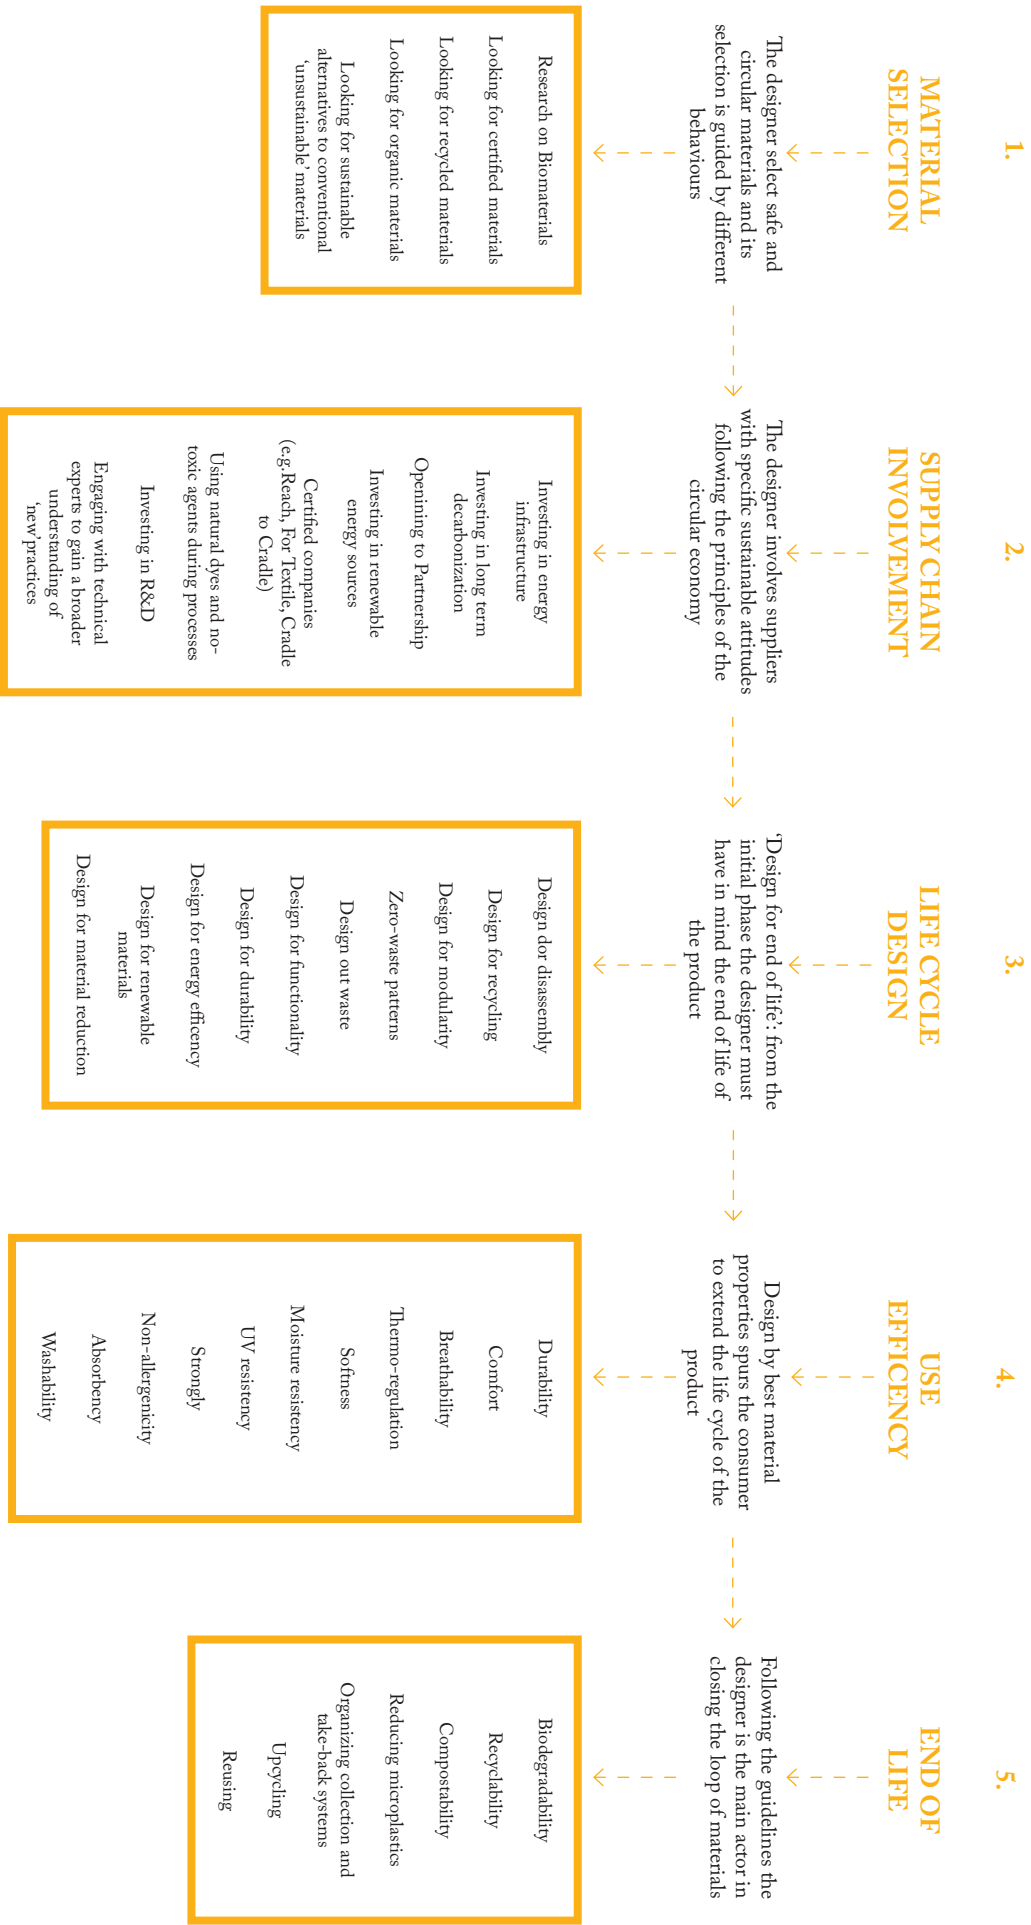 1.
MATERIAL
SELECTION
The designer select safe and
circular materials and its
selection is guided by different
behaviours
Research on Biomaterials
Looking for certified materials
Looking for recycled materials
Looking for organic materials
Looking for sustainable
alternatives to conventional
‘unsustainable’ materials
2.
SUPPLY CHAIN
INVOLVEMENT
The designer involves suppliers
with specific sustainable attitudes
following the principles of the
circular economy
Investing in energy
infrastructure
Investing in long term
decarbonization
Openining to Partnership
Investing in renewable
energy sources
Certified companies
(e.g.Reach, For Textile, Cradle
to Cradle)
Using natural dyes and no-
toxic agents during processes
Investing in R&D
Engaging with technical
experts to gain a broader
understanding of
‘new’practices
3.
LIFE CYCLE
DESIGN
‘Design for end of life’: from the
initial phase the designer must
have in mind the end of life of
the product
Design dor disassembly
Design for recycling
Design for modularity
Zero-waste patterns
Design out waste
Design for functionality
Design for durability
Design for energy efficency
Design for renewable
materials
Design for material reduction
4.
USE
EFFICENCY
Design by best material
properties spurs the consumer
to extend the life cycle of the
product
Durability
Comfort
Breathability
Thermo-regulation
Softness
Moisture resistency
UV resistency
Strongly
Non-allergenicity
Absorbency
Washability
5.
END OF
LIFE
Following the guidelines the
designer is the main actor in
closing the loop of materials
Biodegradability
Recyclability
Compostability
Reducing microplastics
Organizing collection and
take-back systems
Upcycling
Reusing